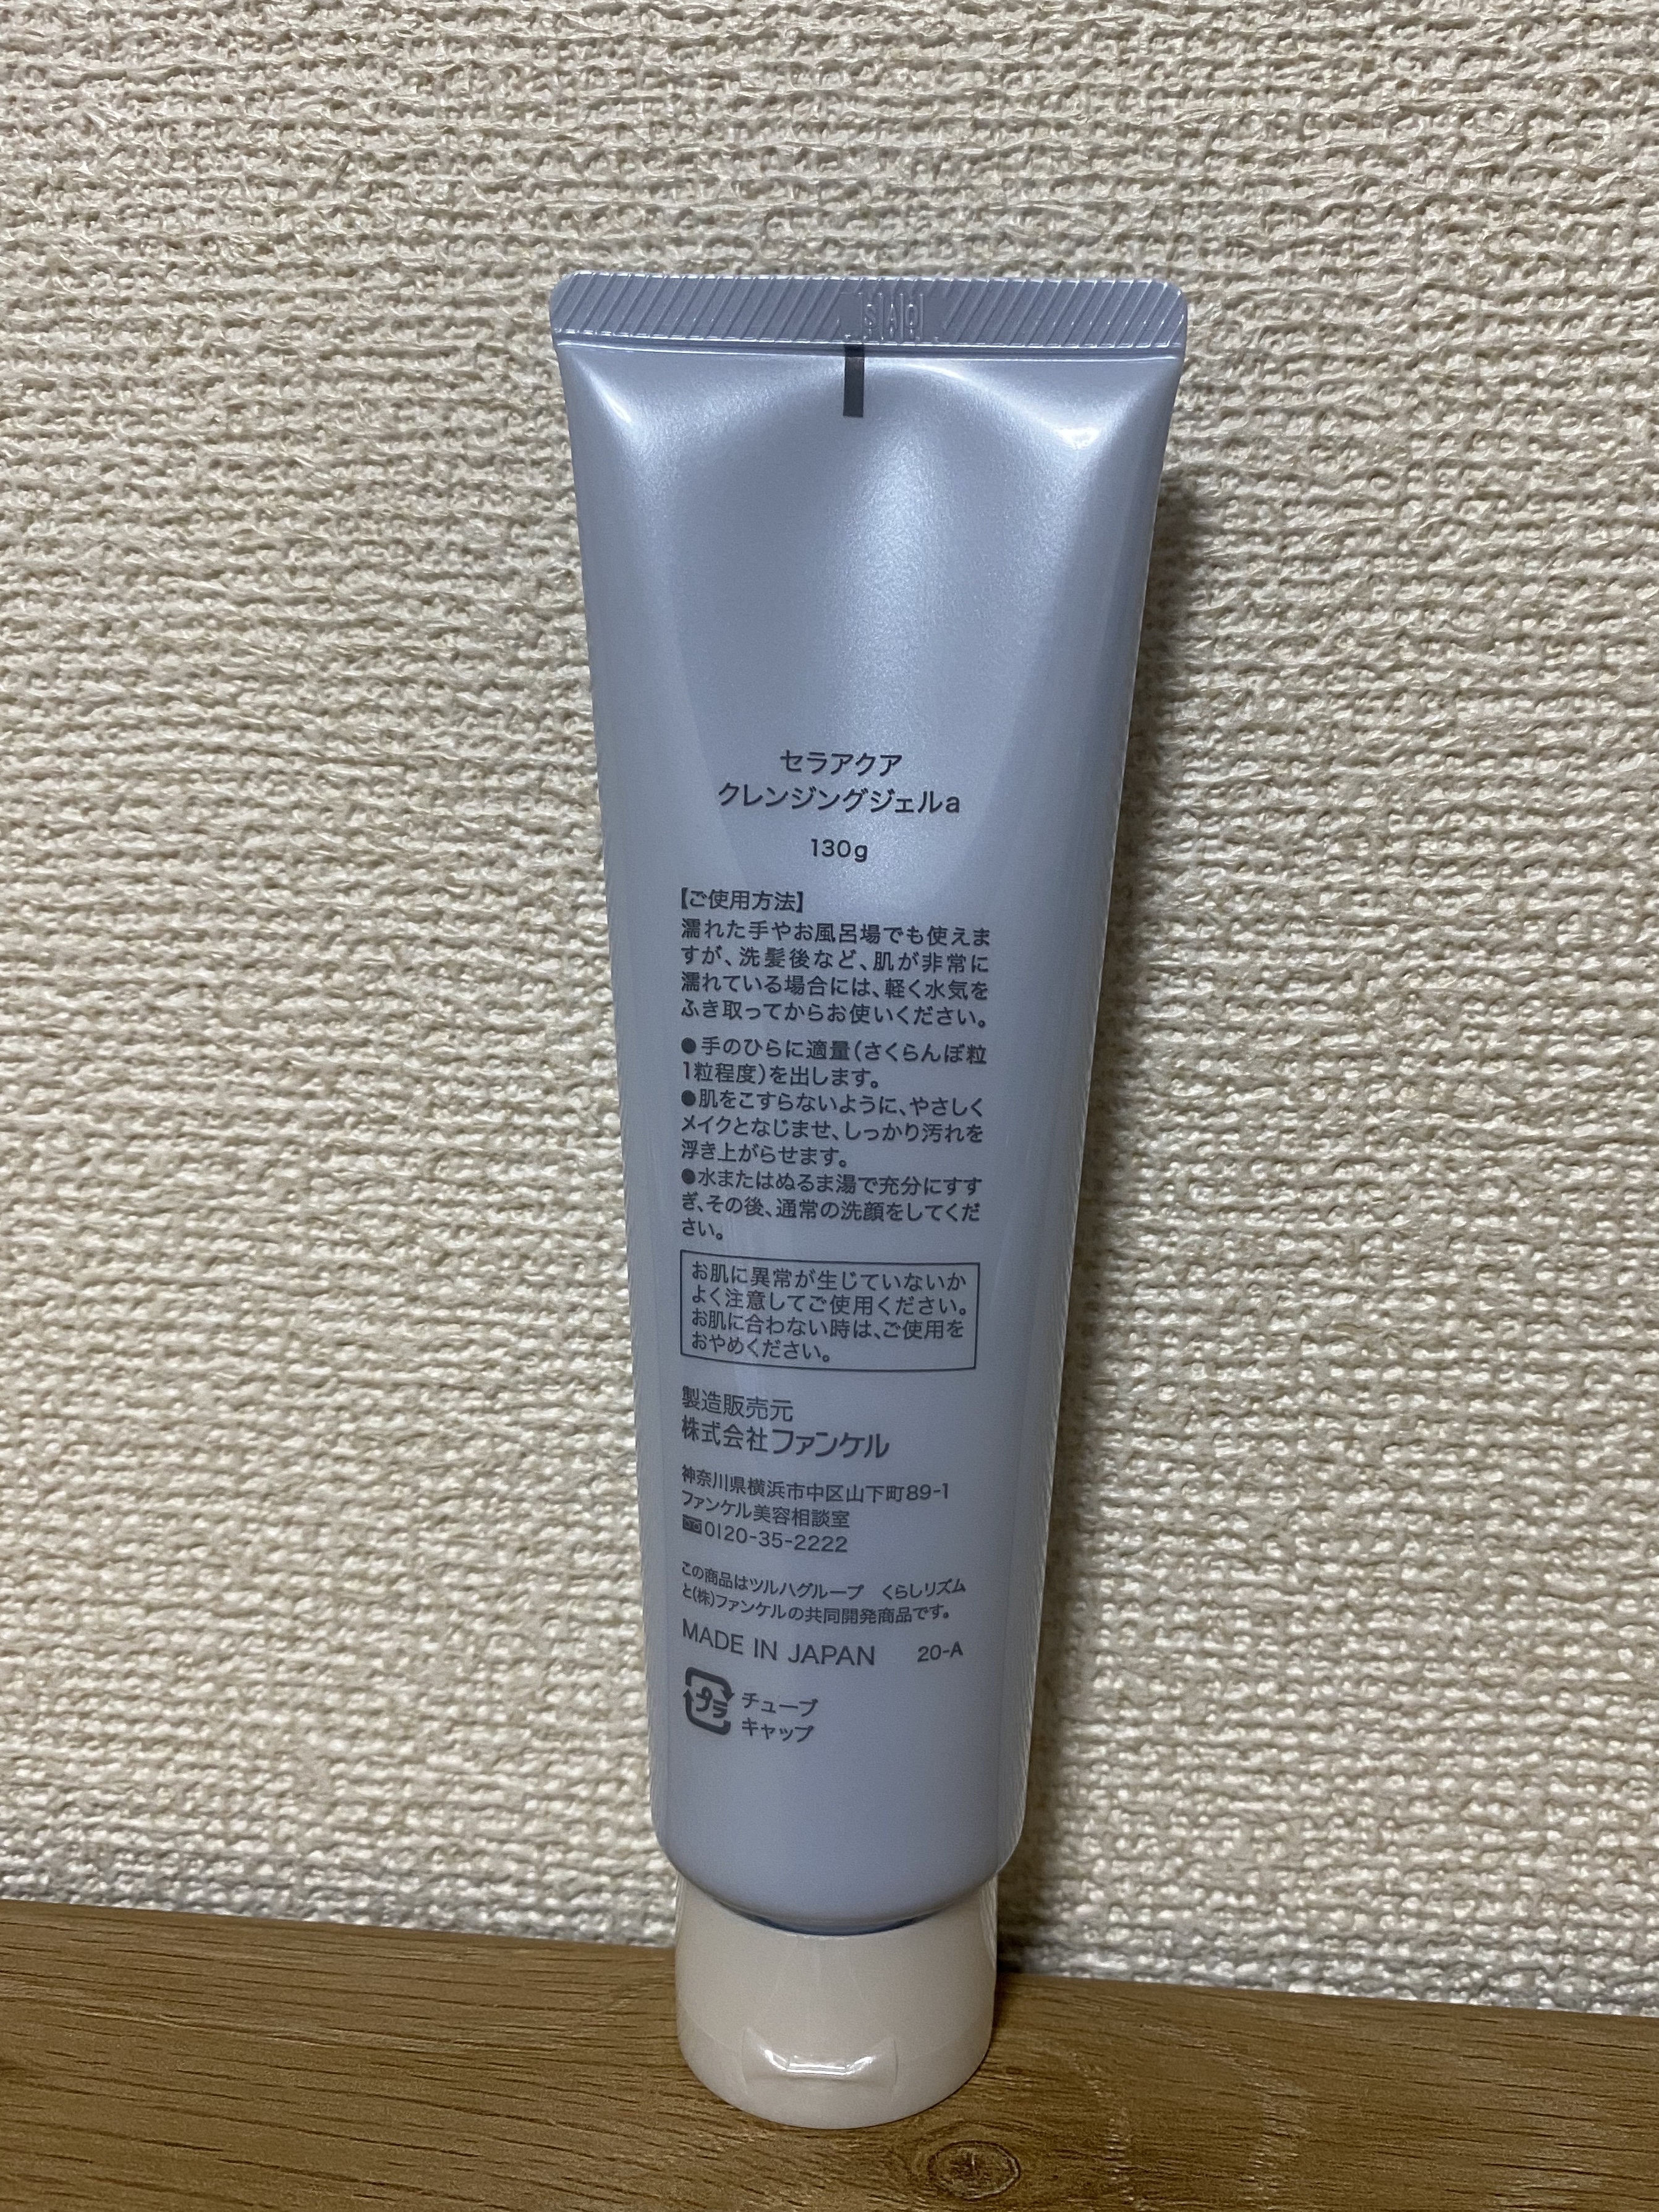 セラアクア
クレンジングジェルa
130g
【ご使用方法】
濡れた手やお風呂場でも使えま
すが、洗髪後など、肌が非常に
濡れている場合には、軽く水気を
ふき取ってからお使いください。
●手のひらに適量(さくらんぼ粒
1粒程度)を出します。
●肌をこすらないように、やさしく
メイクとなじませ、しっかり汚れを
浮き上がらせます。
●水またはぬるま湯で充分にすす
ぎ、その後、通常の洗顔をしてくだ
さい。
お肌に異常が生じていないか
よく注意してご使用ください。
お肌に合わない時は、ご使用を
おやめください。
製造販売元
株式会社ファンケル
神奈川県横浜市中区山下町89-1
ファンケル美容相談室
0120-35-2222
この商品はツルハグループ くらしリズム
と(株)ファンケルの共同開発商品です。
MADE IN JAPAN 20-A
プラ チューブ
キャップ